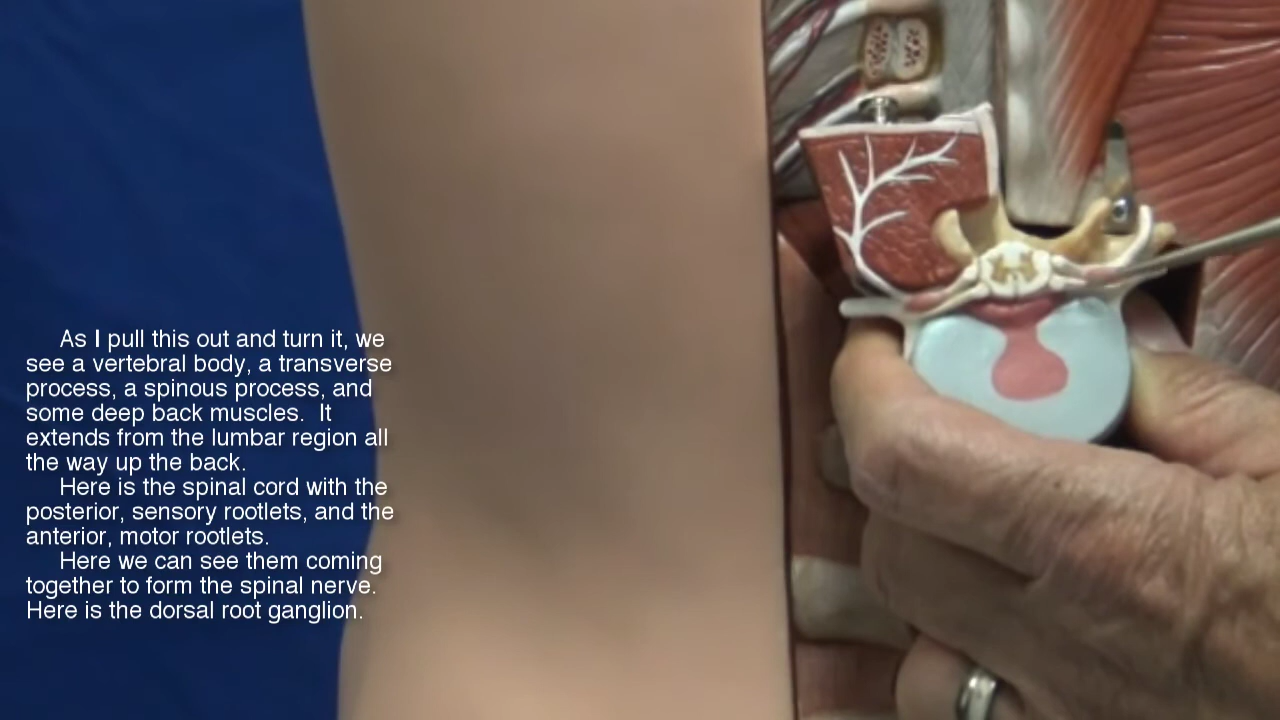 As I pull this out and turn it, we
see a vertebral body, a transverse
process, a spinous process, and
some deep back muscles.  It
extends from the lumbar region all
the way up the back.
Here is the spinal cord with the
posterior, sensory rootlets, and the
anterior, motor rootlets.
Here we can see them coming
together to form the spinal nerve.
Here is the dorsal root ganglion.